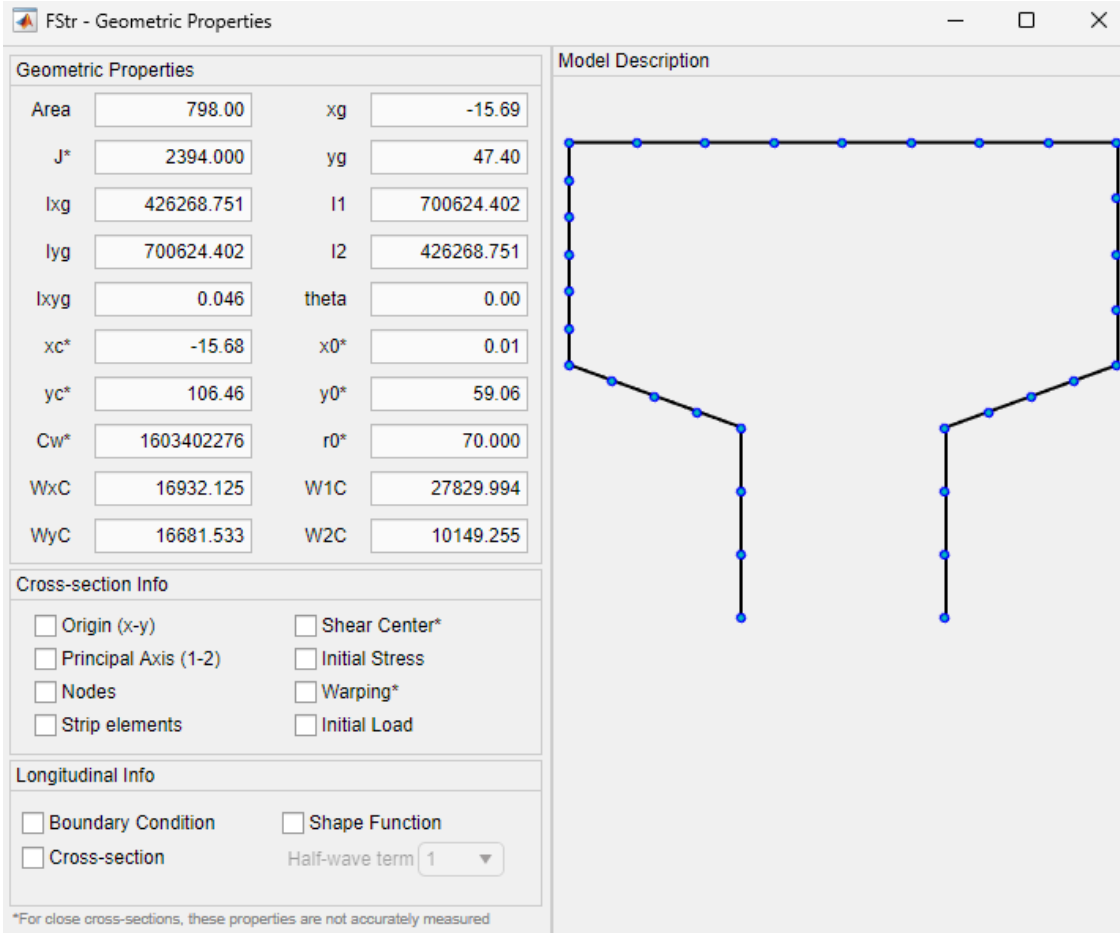 FStr - Geometric Properties
Geometric Properties
Area 798.00 xg -15.69
J* 2394.000 yg 47.40
Ixg 426268.751 I1 700624.402
Iyg 700624.402 I2 426268.751
Ixyg 0.046 theta 0.00
xc* -15.68 x0* 0.01
yc* 106.46 y0* 59.06
Cw* 1603402276 r0* 70.000
WxC 16932.125 W1C 27829.994
WyC 16681.533 W2C 10149.255
Cross-section Info
Origin (x-y) Shear Center*
Principal Axis (1-2) Initial Stress
Nodes Warping*
Strip elements Initial Load
Longitudinal Info
Boundary Condition Shape Function
Cross-section Half-wave term 1
*For close cross-sections, these properties are not accurately measured
Model Description